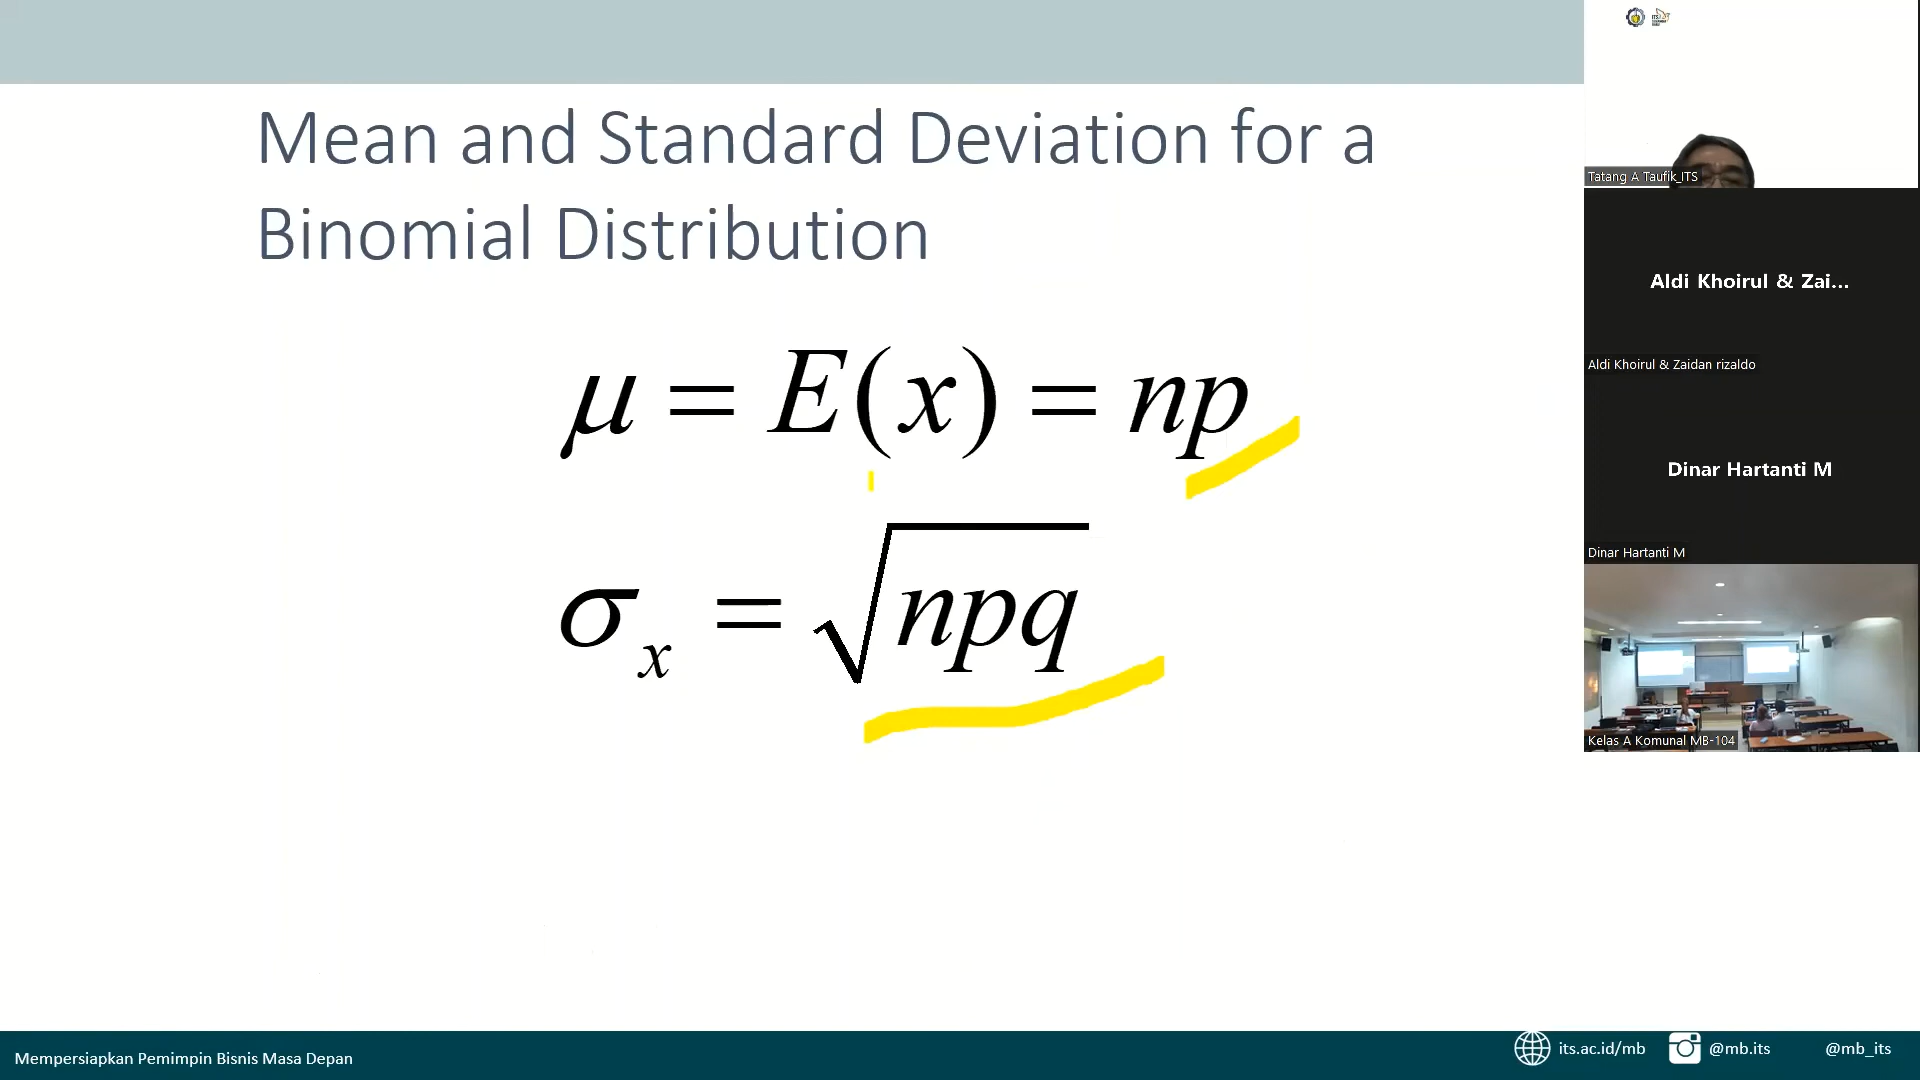 Mean and Standard Deviation for a
Binomial Distribution
μ = E(x) = np
σₓ = √npq
Tatang A Taufik_ITS
Aldi Khoirul & Zai...
Aldi Khoirul & Zaidan rizaldo
Dinar Hartanti M
Dinar Hartanti M
Kelas A Komunal MB-104
Mempersiapkan Pemimpin Bisnis Masa Depan
its.ac.id/mb
@mb.its
@mb_its